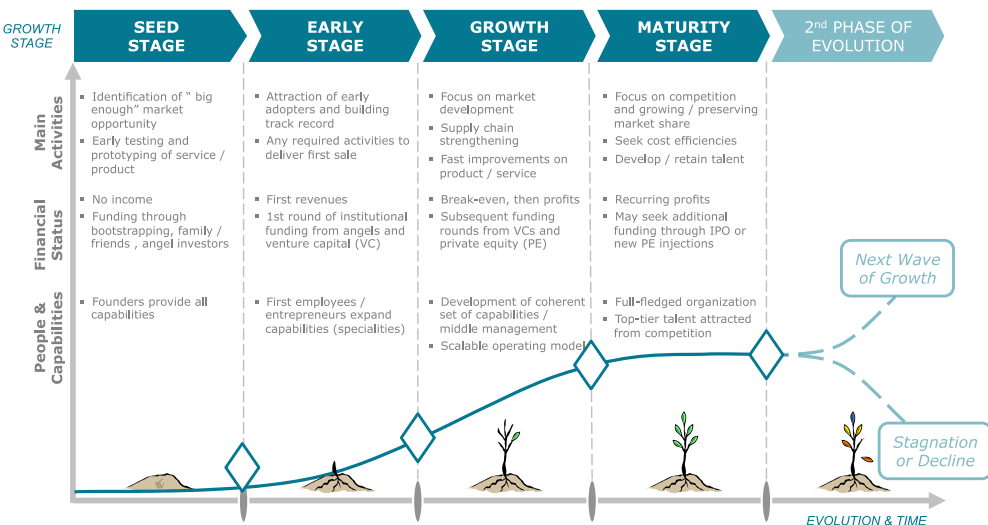 GROWTH
STAGE
SEED
STAGE
EARLY
STAGE
GROWTH
STAGE
MATURITY
STAGE
2nd PHASE OF
EVOLUTION
Main
Activities
▪ Identification of “ big
enough” market
opportunity
▪ Early testing and
prototyping of service /
product
▪ Attraction of early
adopters and building
track record
▪ Any required activities to
deliver first sale
▪ Focus on market
development
▪ Supply chain
strengthening
▪ Fast improvements on
product / service
▪ Focus on competition
and growing / preserving
market share
▪ Seek cost efficiencies
▪ Develop / retain talent
Financial
Status
▪ No income
▪ Funding through
bootstrapping, family /
friends , angel investors
▪ First revenues
▪ 1st round of institutional
funding from angels and
venture capital (VC)
▪ Break-even, then profits
▪ Subsequent funding
rounds from VCs and
private equity (PE)
▪ Recurring profits
▪ May seek additional
funding through IPO or
new PE injections
People &
Capabilities
▪ Founders provide all
capabilities
▪ First employees /
entrepreneurs expand
capabilities (specialities)
▪ Development of coherent
set of capabilities /
middle management
▪ Scalable operating model
▪ Full-fledged organization
▪ Top-tier talent attracted
from competition
Next Wave
of Growth
Stagnation
or Decline
EVOLUTION & TIME